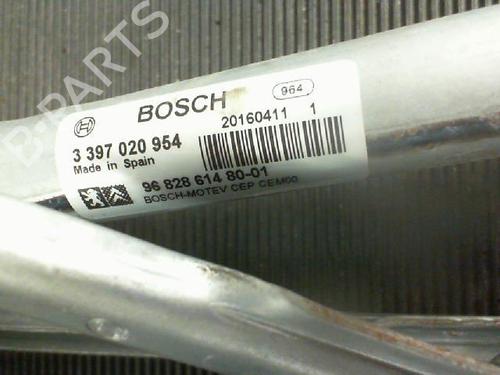 B-PARTS
BOSCH
964
3 397 020 954
20160411 1
Made in Spain
96 828 614 80-01
BOSCH-MOTEV CEP CEM00